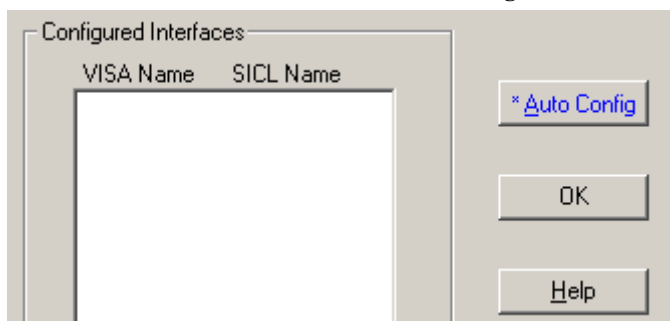 Configured Interfaces
VISA Name SICL Name
* Auto Config
OK
Help